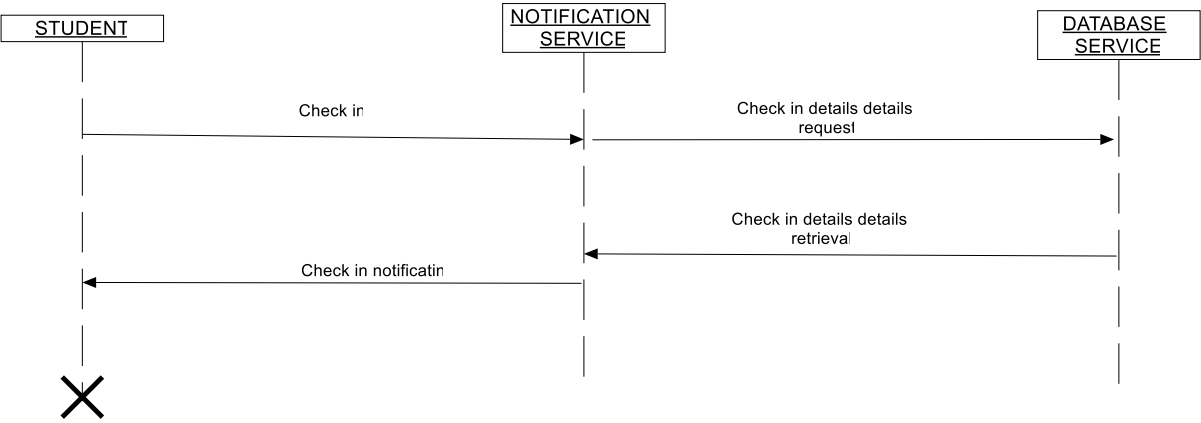 STUDENT
NOTIFICATION
SERVICE
DATABASE
SERVICE
Check in
Check in details details
request
Check in details details
retrieval
Check in notificatin